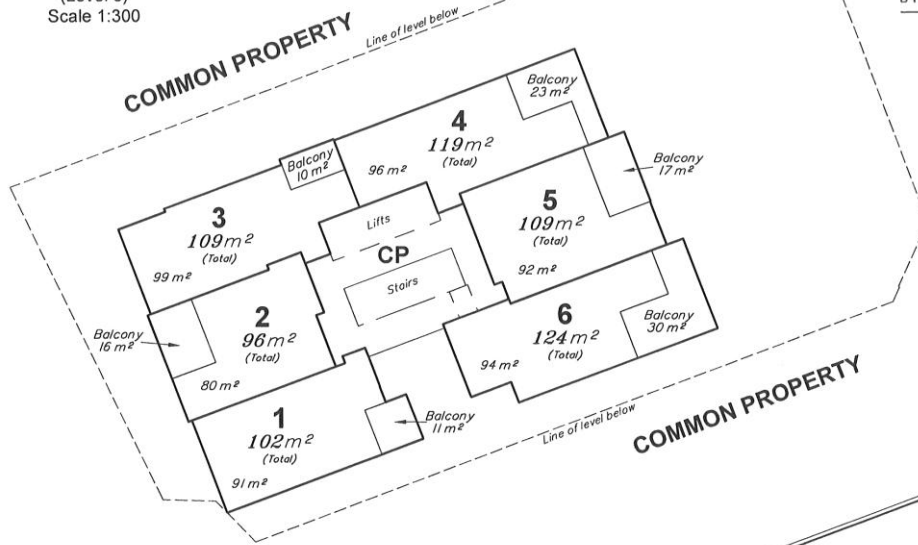 Scale 1:300
COMMON PROPERTY
Line of level below
Balcony
23 m²
4
119m²
(Total)
96 m²
Balcony
10 m²
Balcony
17 m²
3
109m²
(Total)
99 m²
Lifts
5
109m²
(Total)
92 m²
CP
Stairs
Balcony
16 m²
2
96m²
(Total)
80 m²
6
124m²
(Total)
94 m²
Balcony
30 m²
1
102m²
(Total)
91 m²
Balcony
11 m²
Line of level below
COMMON PROPERTY